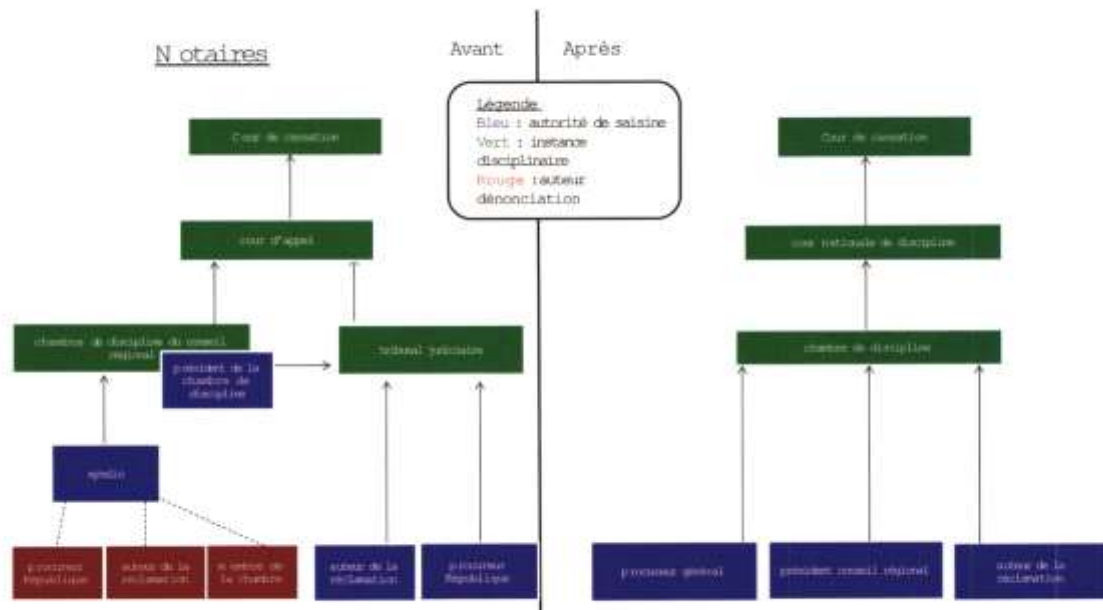 N otaires
Avant
Après
Légende
Bleu : autorité de saisine
Vert : instance
disciplinaire
Rouge : auteur
dénonciation
Cour de cassation
cour d'appel
chambre de discipline du conseil
régional
président de la
chambre de
discipline
tribunal judiciaire
syndic
procureur
République
auteur de la
réclamation
m embre de
la chambre
auteur de la
réclamation
procureur
République
Cour de cassation
cour nationale de discipline
chambre de discipline
procureur général
président conseil régional
auteur de la
réclamation